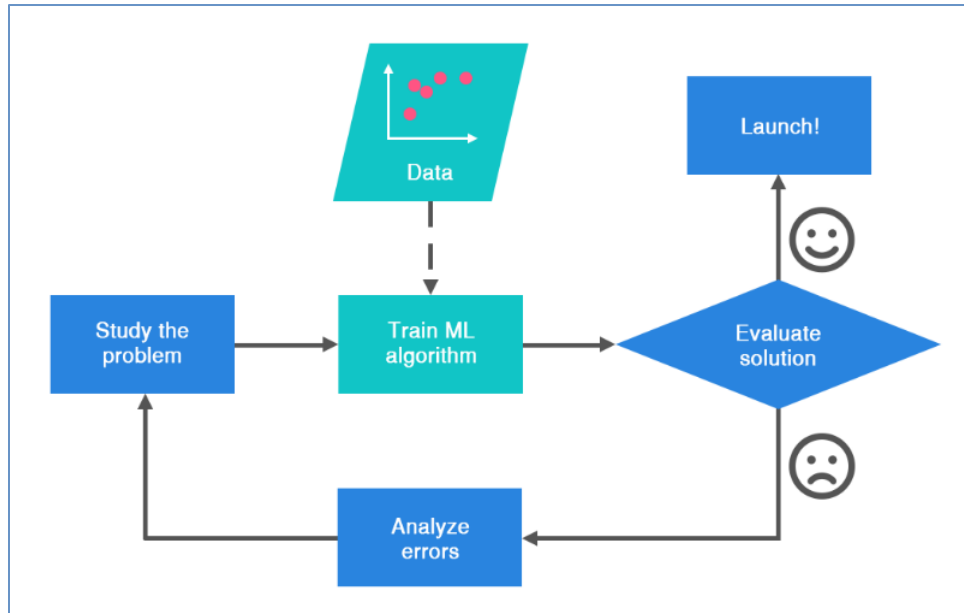 Data
Launch!
Study the
problem
Train ML
algorithm
Evaluate
solution
Analyze
errors